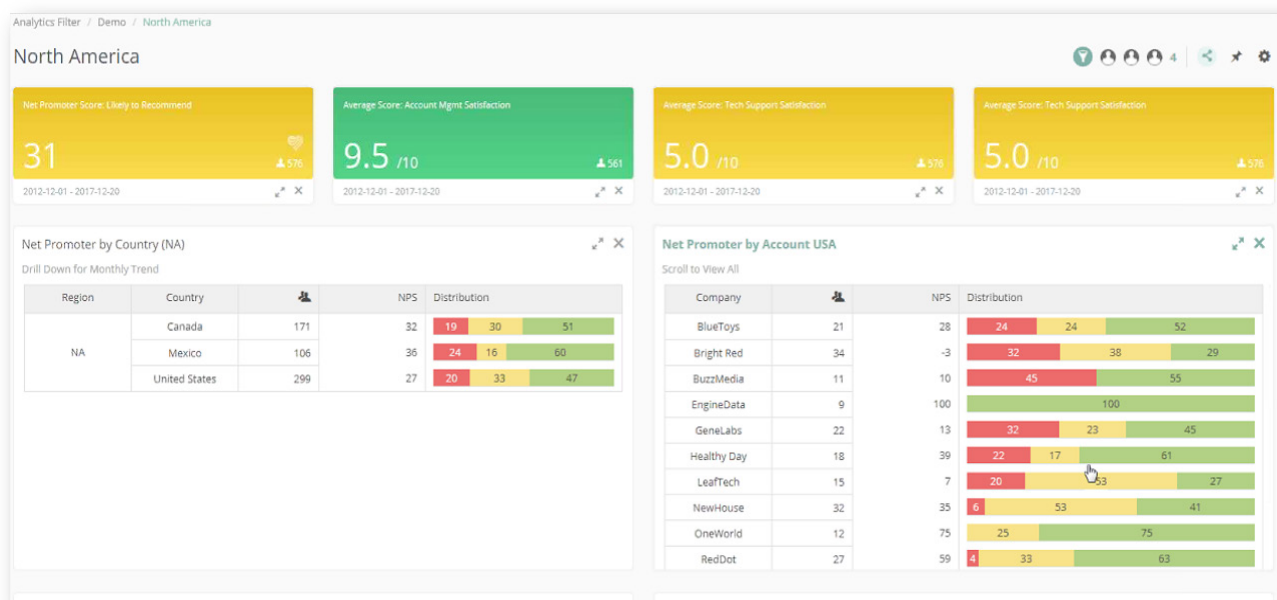 Analytics Filter / Demo / North America
North America
4
Net Promoter Score: Likely to Recommend
31
576
2012-12-01 - 2017-12-20
Average Score: Account Mgmt Satisfaction
9.5 /10
561
2012-12-01 - 2017-12-20
Average Score: Tech Support Satisfaction
5.0 /10
576
2012-12-01 - 2017-12-20
Average Score: Tech Support Satisfaction
5.0 /10
576
2012-12-01 - 2017-12-20
Net Promoter by Country (NA)
Drill Down for Monthly Trend
Region Country NPS Distribution
NA
Canada 171 32 19 30 51
Mexico 106 36 24 16 60
United States 299 27 20 33 47
Net Promoter by Account USA
Scroll to View All
Company NPS Distribution
BlueToys 21 28 24 24 52
Bright Red 34 -3 32 38 29
BuzzMedia 11 10 45 55
EngineData 9 100 100
GeneLabs 22 13 32 23 45
Healthy Day 18 39 22 17 61
LeafTech 15 7 20 53 27
NewHouse 32 35 6 53 41
OneWorld 12 75 25 75
RedDot 27 59 4 33 63